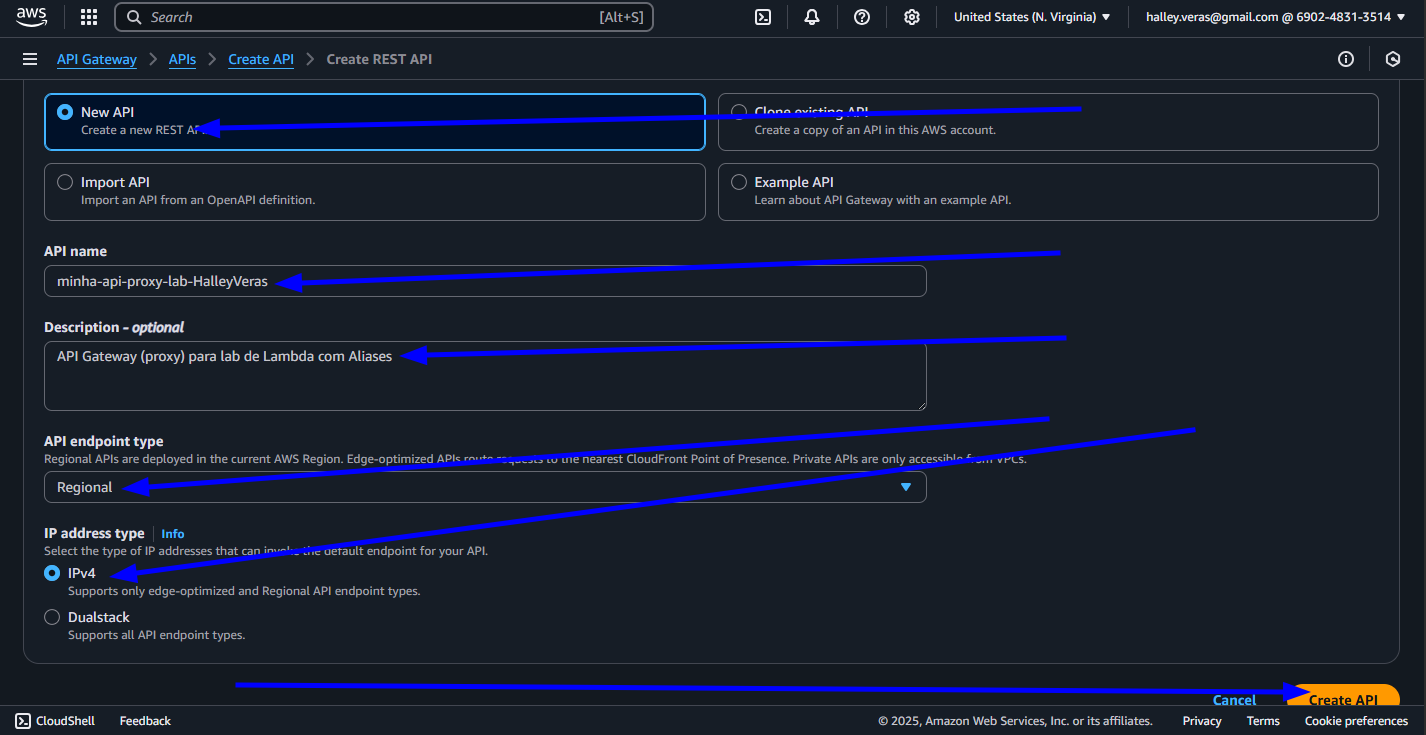 aws
Search [Alt+S]
United States (N. Virginia)
halley.veras@gmail.com @ 6902-4831-3514
API Gateway > APIs > Create API > Create REST API
New API
Create a new REST API
Clone existing API
Create a copy of an API in this AWS account.
Import API
Import an API from an OpenAPI definition.
Example API
Learn about API Gateway with an example API.
API name
minha-api-proxy-lab-HalleyVeras
Description - optional
API Gateway (proxy) para lab de Lambda com Aliases
API endpoint type
Regional APIs are deployed in the current AWS Region. Edge-optimized APIs route requests to the nearest CloudFront Point of Presence. Private APIs are only accessible from VPCs.
Regional
IP address type
Info
Select the type of IP addresses that can invoke the default endpoint for your API.
IPv4
Supports only edge-optimized and Regional API endpoint types.
Dualstack
Supports all API endpoint types.
Cancel
Create API
CloudShell
Feedback
© 2025, Amazon Web Services, Inc. or its affiliates.
Privacy
Terms
Cookie preferences